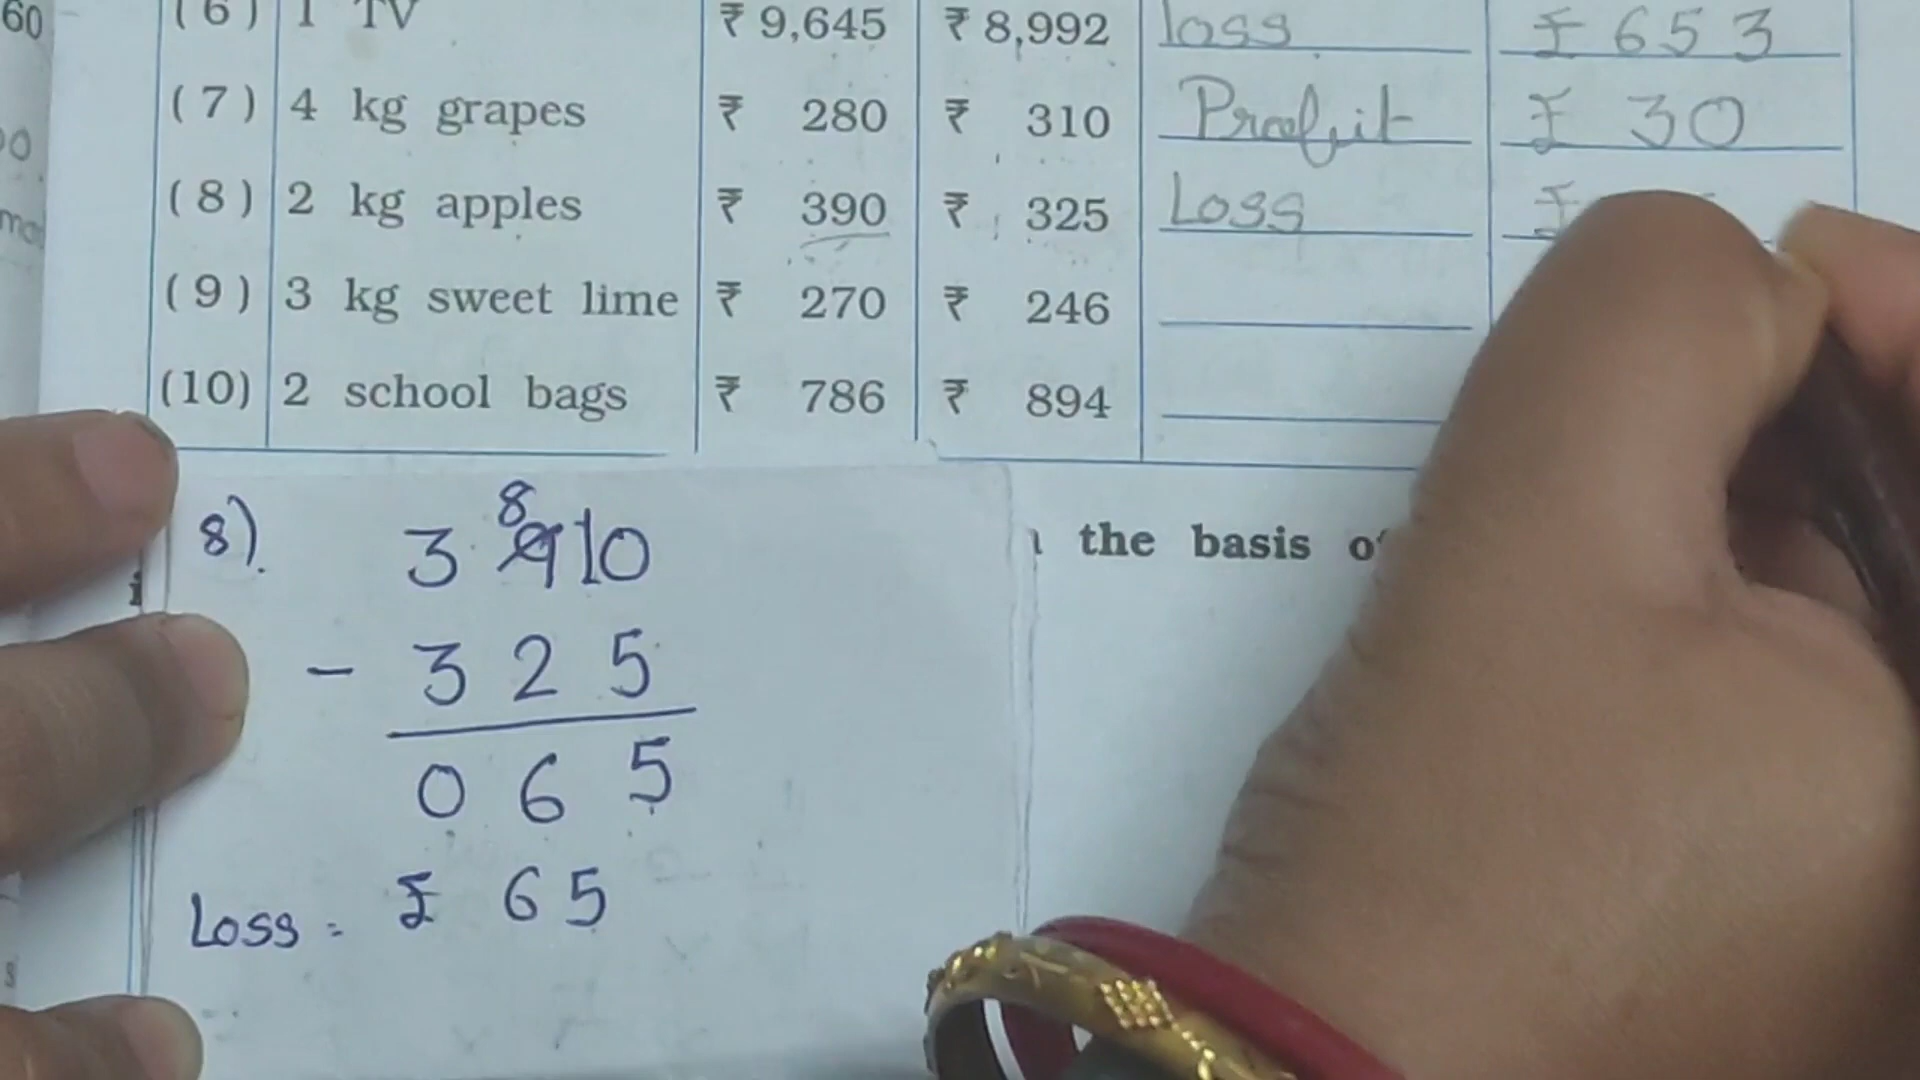 60
(6) 1 TV ₹ 9,645 ₹ 8,992 loss ₹ 653
(7) 4 kg grapes ₹ 280 ₹ 310 Profit ₹ 30
(8) 2 kg apples ₹ 390 ₹ 325 Loss ₹
(9) 3 kg sweet lime ₹ 270 ₹ 246
(10) 2 school bags ₹ 786 ₹ 894
8). 3 8 9 10
- 3 2 5
0 6 5
Loss = ₹ 65
the basis